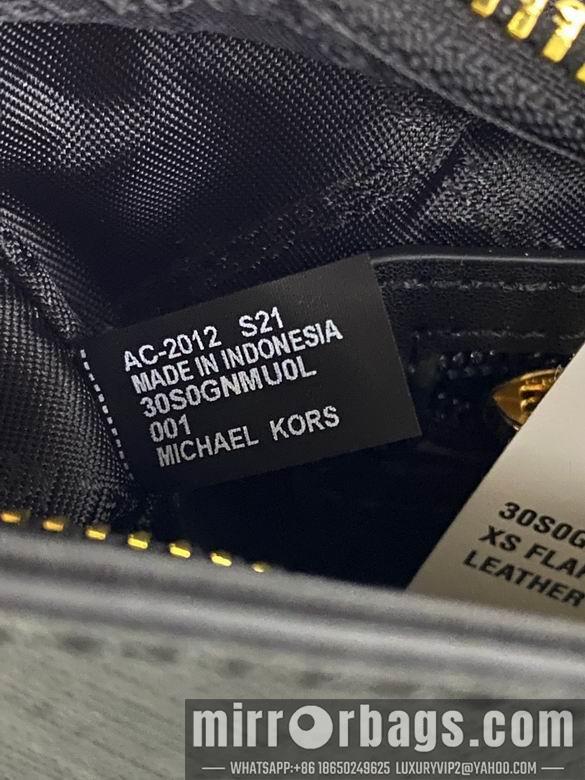 AC-2012 S21
MADE IN INDONESIA
30S0GNMU0L
001
MICHAEL KORS
30S0G
XS FLA
LEATHER
mirrorbags.com
WHATSAPP:+86 18650249625 LUXURYVIP2@YAHOO.COM